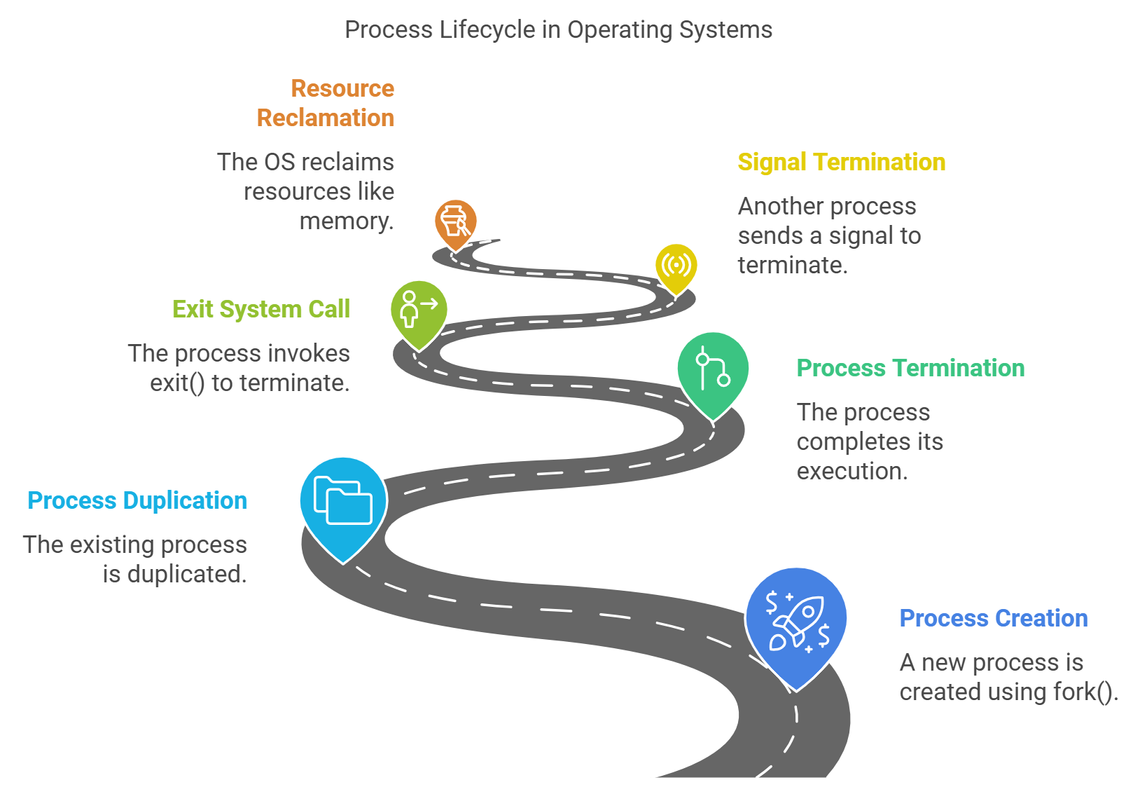 Process Lifecycle in Operating Systems
Resource
Reclamation
The OS reclaims
resources like
memory.
Signal Termination
Another process
sends a signal to
terminate.
Exit System Call
The process invokes
exit() to terminate.
Process Termination
The process
completes its
execution.
Process Duplication
The existing process
is duplicated.
Process Creation
A new process is
created using fork().